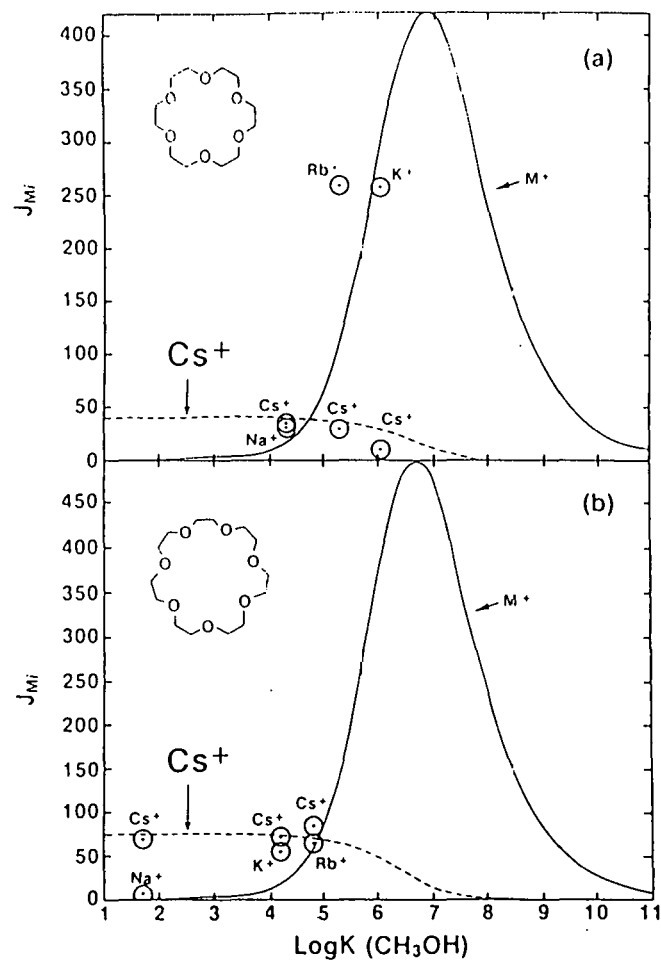 400
(a)
350
O O O O O O
300
Rb⁺ K⁺
250
M⁺
J_Mi
200
150
Cs⁺
100
50
Cs⁺ Cs⁺ Cs⁺
Na⁺
0
(b)
450
400
O O O O O O O
350
M⁺
300
J_Mi
250
200
Cs⁺
150
Cs⁺ Cs⁺ Cs⁺
100
50
K⁺ Rb⁺
Na⁺
0
1 2 3 4 5 6 7 8 9 10 11
LogK (CH₃OH)